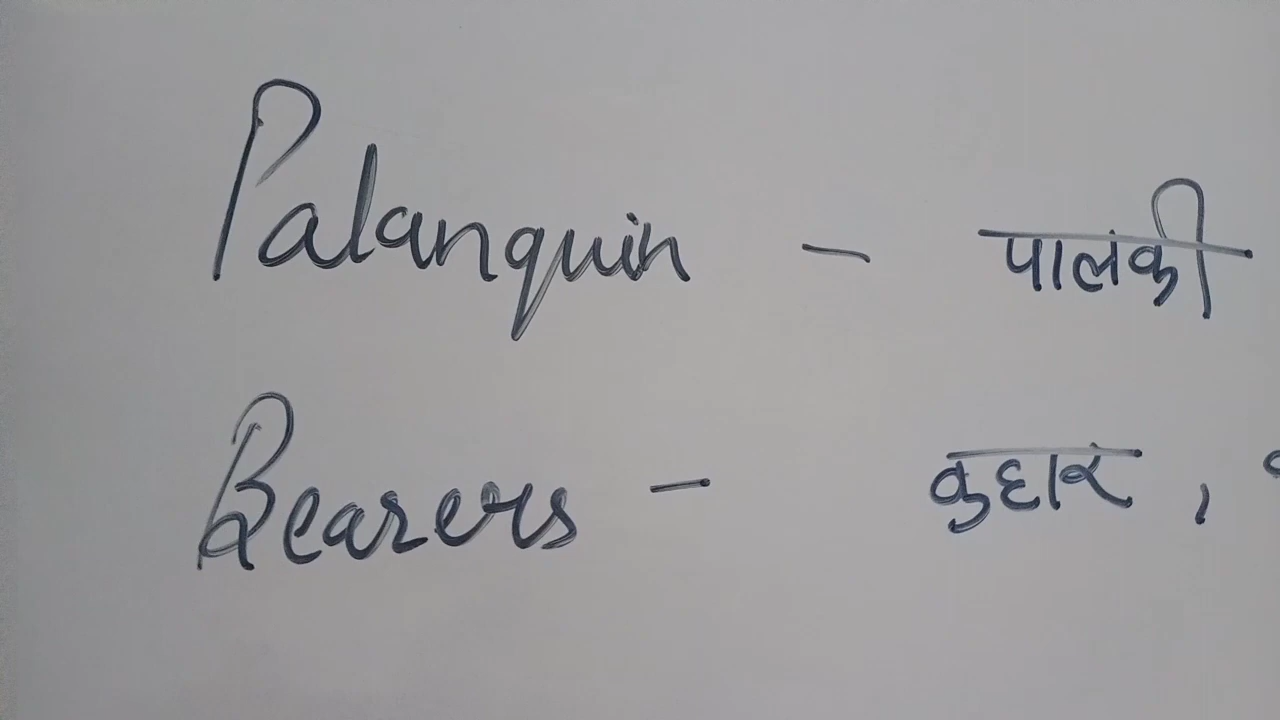 Palanquin - पालकी
Bearers - कहार ,